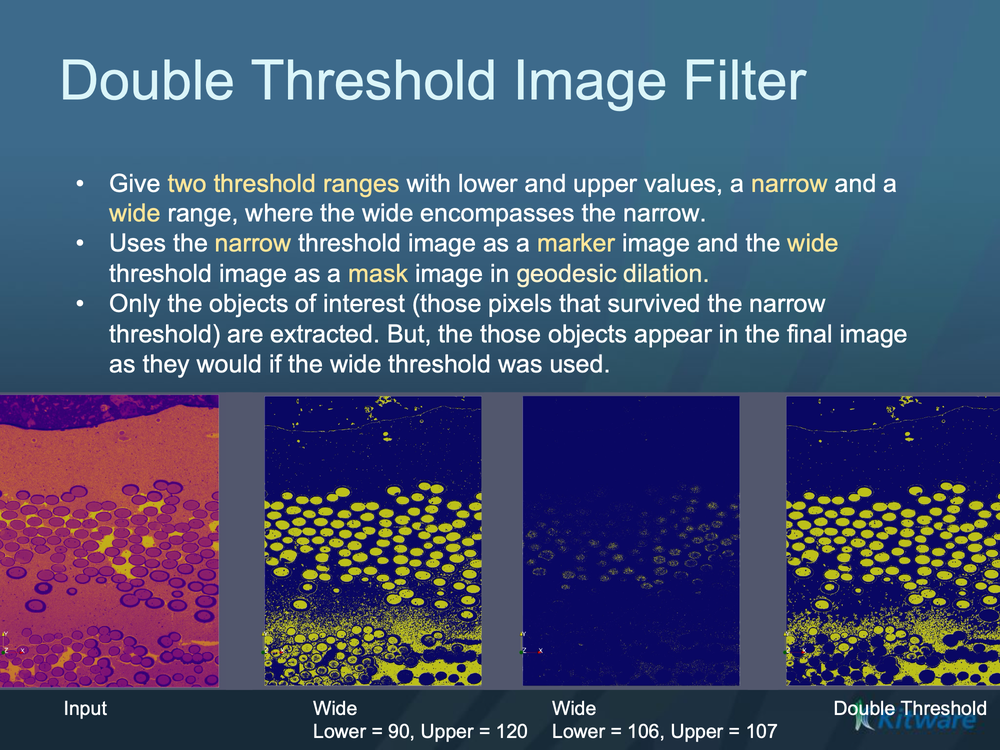 Double Threshold Image Filter
• Give two threshold ranges with lower and upper values, a narrow and a
wide range, where the wide encompasses the narrow.
• Uses the narrow threshold image as a marker image and the wide
threshold image as a mask image in geodesic dilation.
• Only the objects of interest (those pixels that survived the narrow
threshold) are extracted. But, the those objects appear in the final image
as they would if the wide threshold was used.
Input
Wide
Lower = 90, Upper = 120
Wide
Lower = 106, Upper = 107
Double Threshold
Kitware